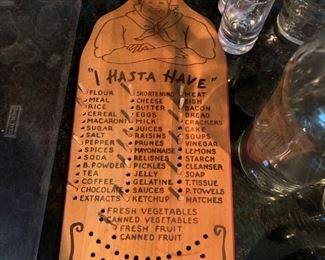 "I HASTA HAVE"
FLOUR SHORTENING MEAT
MEAL CHEESE FISH
RICE BUTTER BACON
CEREAL EGGS BREAD
MACARONI MILK CRACKERS
SUGAR JUICES CAKE
SALT RAISINS SOUPS
PEPPER PRUNES VINEGAR
SPICES MAYONNAISE LEMONS
SODA RELISHES STARCH
B. POWDER PICKLES CLEANSER
TEA JELLY SOAP
COFFEE GELATINE T. TISSUE
CHOCOLATE SAUCES P. TOWELS
EXTRACTS KETCHUP MATCHES
FRESH VEGETABLES
CANNED VEGETABLES
FRESH FRUIT
CANNED FRUIT